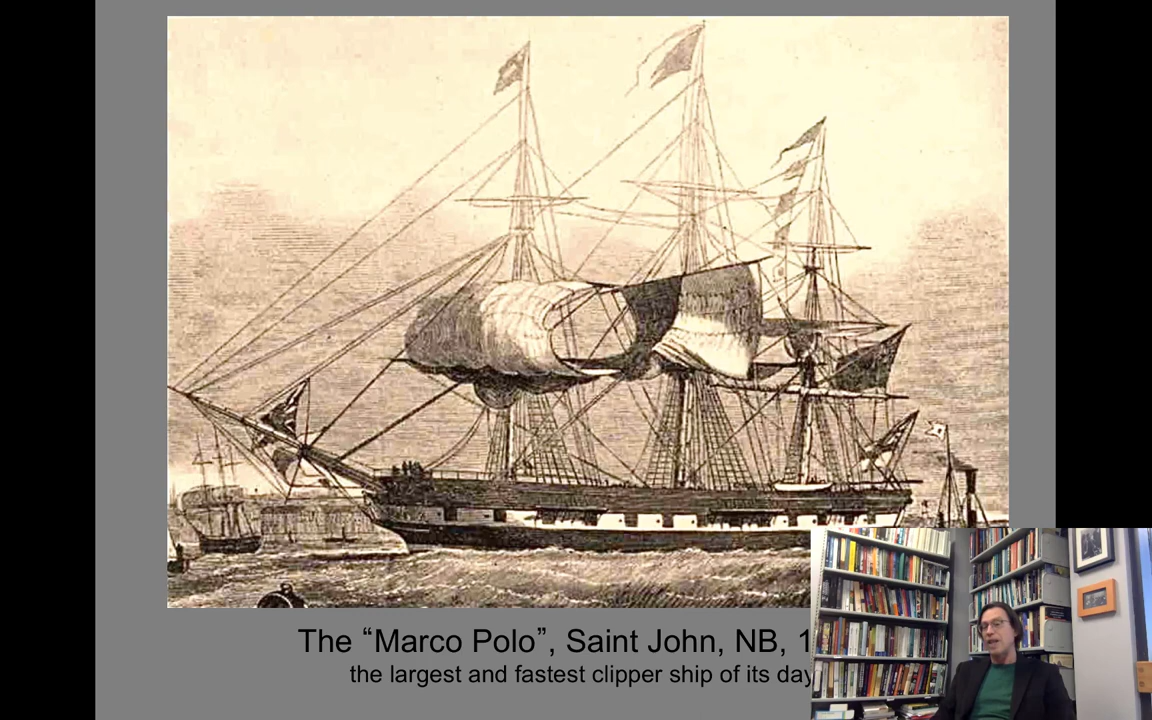 The “Marco Polo”, Saint John, NB, 1
the largest and fastest clipper ship of its day